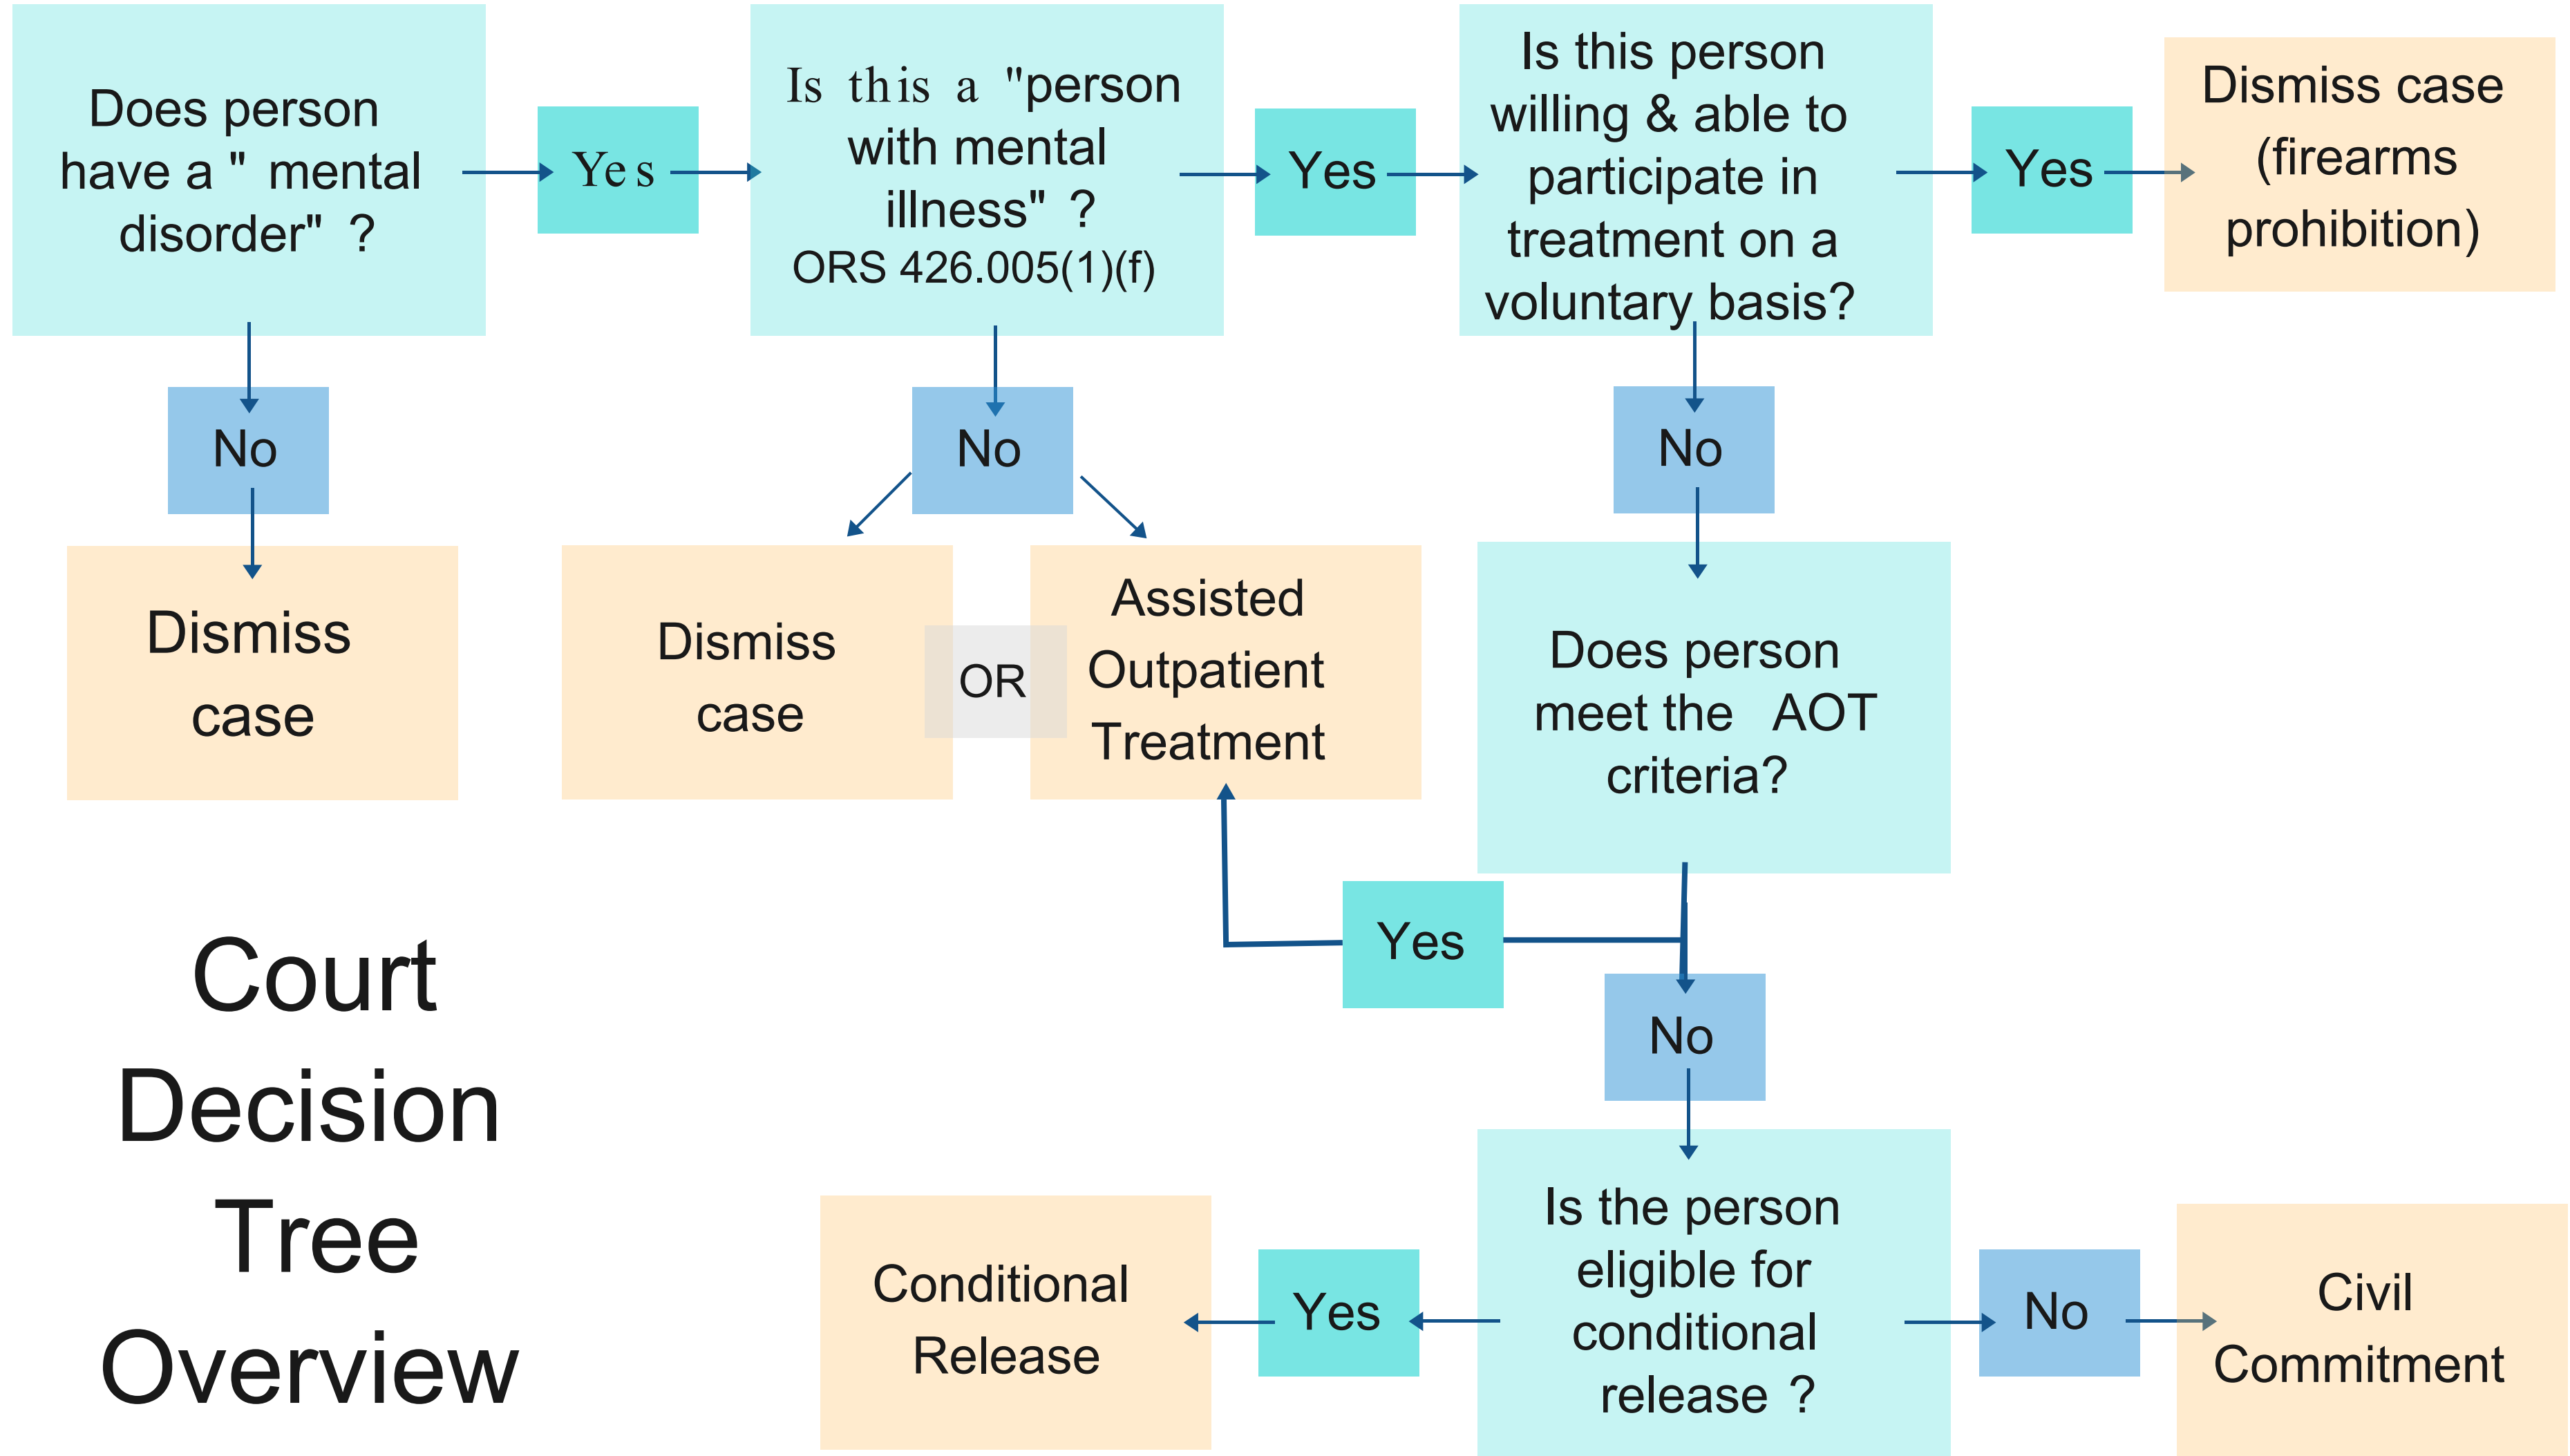 Does person
have a " mental
disorder" ?
Yes
Is this a "person
with mental
illness" ?
ORS 426.005(1)(f)
Yes
Is this person
willing & able to
participate in
treatment on a
voluntary basis?
Yes
Dismiss case
(firearms
prohibition)
No
No
No
Dismiss
case
Dismiss
case
OR
Assisted
Outpatient
Treatment
Does person
meet the AOT
criteria?
Yes
No
Court
Decision
Tree
Overview
Conditional
Release
Yes
Is the person
eligible for
conditional
release ?
No
Civil
Commitment